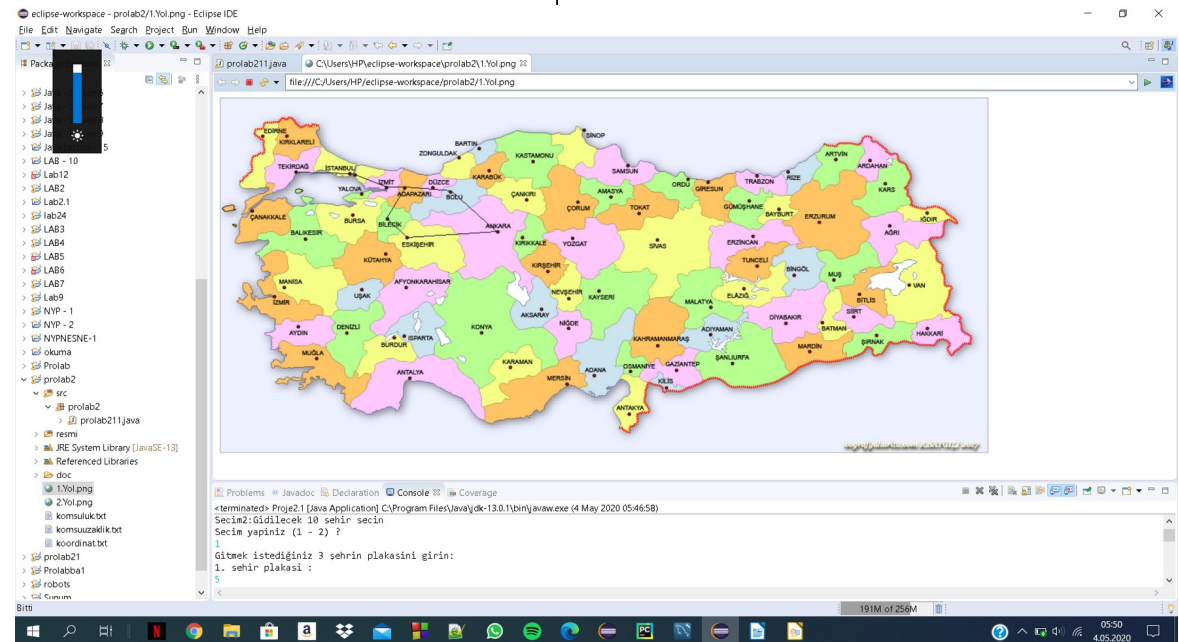 eclipse-workspace - prolab2/1.Yol.png - Eclipse IDE
File Edit Navigate Search Project Run Window Help
prolab211.java
C:\Users\HP\eclipse-workspace\prolab2\1.Yol.png
file:///C:/Users/HP/eclipse-workspace/prolab2/1.Yol.png
LAB - 10
Lab12
LAB2
Lab2.1
lab24
LAB3
LAB4
LAB5
LAB6
LAB7
Lab9
NYP - 1
NYP - 2
NYPNESNE-1
okuma
Prolab
prolab2
src
prolab2
prolab211.java
resmi
JRE System Library [JavaSE-13]
Referenced Libraries
doc
1.Yol.png
2.Yol.png
komsuluk.txt
komsuuzaklik.txt
koordinat.txt
prolab21
Prolabba1
robots
Sunum
EDİRNE
KIRKLARELİ
TEKİRDAĞ
İSTANBUL
YALOVA
İZMİT
ADAPAZARI
DÜZCE
BOLU
ZONGULDAK
BARTIN
KARABÜK
KASTAMONU
SİNOP
ÇANKIRI
SAMSUN
AMASYA
ÇORUM
TOKAT
ORDU
GİRESUN
TRABZON
RİZE
ARTVİN
ARDAHAN
KARS
GÜMÜŞHANE
BAYBURT
ERZURUM
IĞDIR
AĞRI
ÇANAKKALE
BALIKESİR
BURSA
BİLECİK
ESKİŞEHİR
ANKARA
KIRIKKALE
YOZGAT
SİVAS
ERZİNCAN
TUNCELİ
BİNGÖL
MUŞ
VAN
BİTLİS
KÜTAHYA
MANİSA
İZMİR
UŞAK
AFYONKARAHİSAR
KIRŞEHİR
NEVŞEHİR
KAYSERİ
AKSARAY
NİĞDE
MALATYA
ELAZIĞ
DİYABAKIR
BATMAN
SİİRT
ŞIRNAK
HAKKARİ
MARDİN
AYDIN
DENİZLİ
BURDUR
ISPARTA
KONYA
MUĞLA
ANTALYA
KARAMAN
MERSİN
ADANA
KAHRAMANMARAŞ
ADIYAMAN
OSMANİYE
GAZİANTEP
ŞANLIURFA
KİLİS
ANTAKYA
Problems Javadoc Declaration Console Coverage
<terminated> Proje2.1 [Java Application] C:\Program Files\Java\jdk-13.0.1\bin\javaw.exe (4 May 2020 05:46:58)
Secim2:Gidilecek 10 sehir secin
Secim yapiniz (1 - 2) ?
1
Gitmek istediğiniz 3 şehrin plakasini girin:
1. sehir plakasi :
5
Bitti
191M of 256M
05:50
4.05.2020